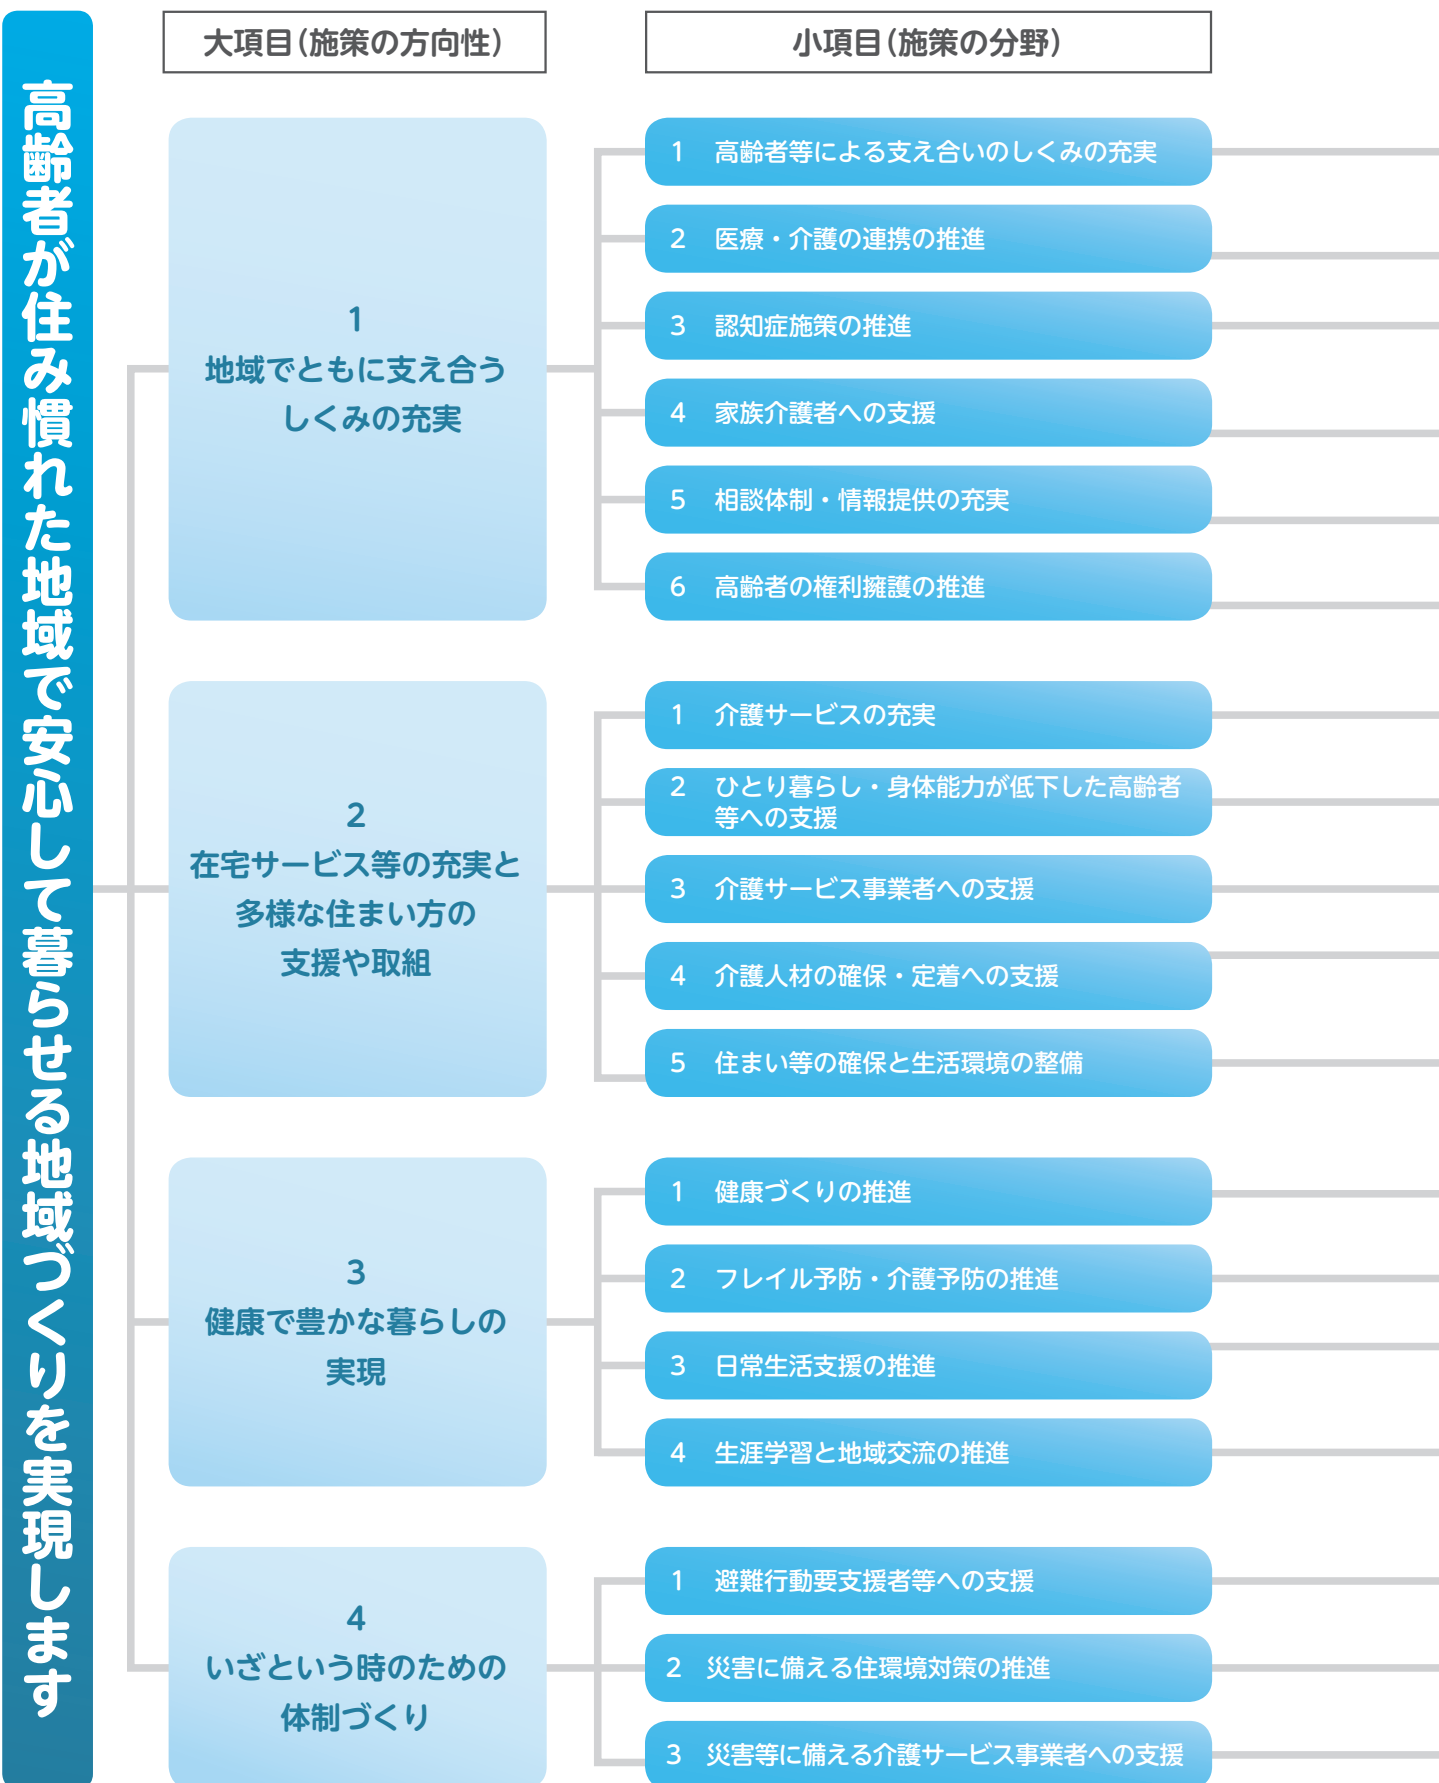 高齢者が住み慣れた地域で安心して暮らせる地域づくりを実現します
大項目（施策の方向性）
小項目（施策の分野）
1
地域でともに支え合う
しくみの充実
1 高齢者等による支え合いのしくみの充実
2 医療・介護の連携の推進
3 認知症施策の推進
4 家族介護者への支援
5 相談体制・情報提供の充実
6 高齢者の権利擁護の推進
2
在宅サービス等の充実と
多様な住まい方の
支援や取組
1 介護サービスの充実
2 ひとり暮らし・身体能力が低下した高齢者
等への支援
3 介護サービス事業者への支援
4 介護人材の確保・定着への支援
5 住まい等の確保と生活環境の整備
3
健康で豊かな暮らしの
実現
1 健康づくりの推進
2 フレイル予防・介護予防の推進
3 日常生活支援の推進
4 生涯学習と地域交流の推進
4
いざという時のための
体制づくり
1 避難行動要支援者等への支援
2 災害に備える住環境対策の推進
3 災害等に備える介護サービス事業者への支援